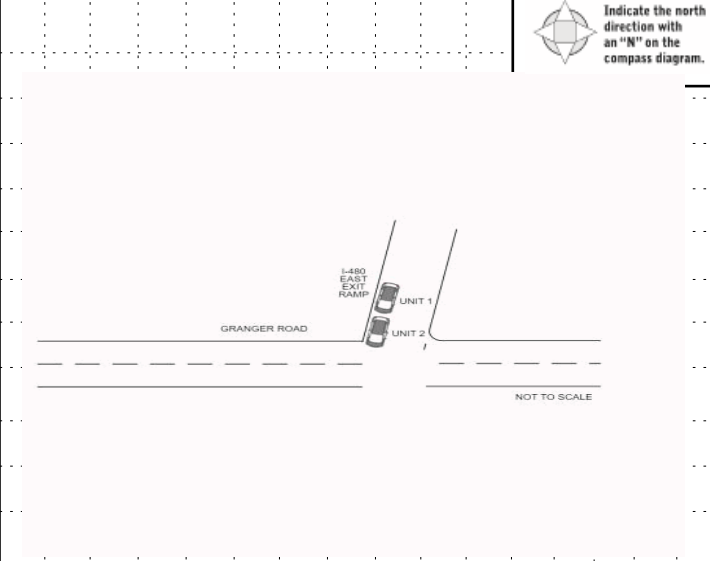 Indicate the north
direction with
an “N” on the
compass diagram.
I-480
EAST
EXIT
RAMP
UNIT 1
GRANGER ROAD
UNIT 2
NOT TO SCALE